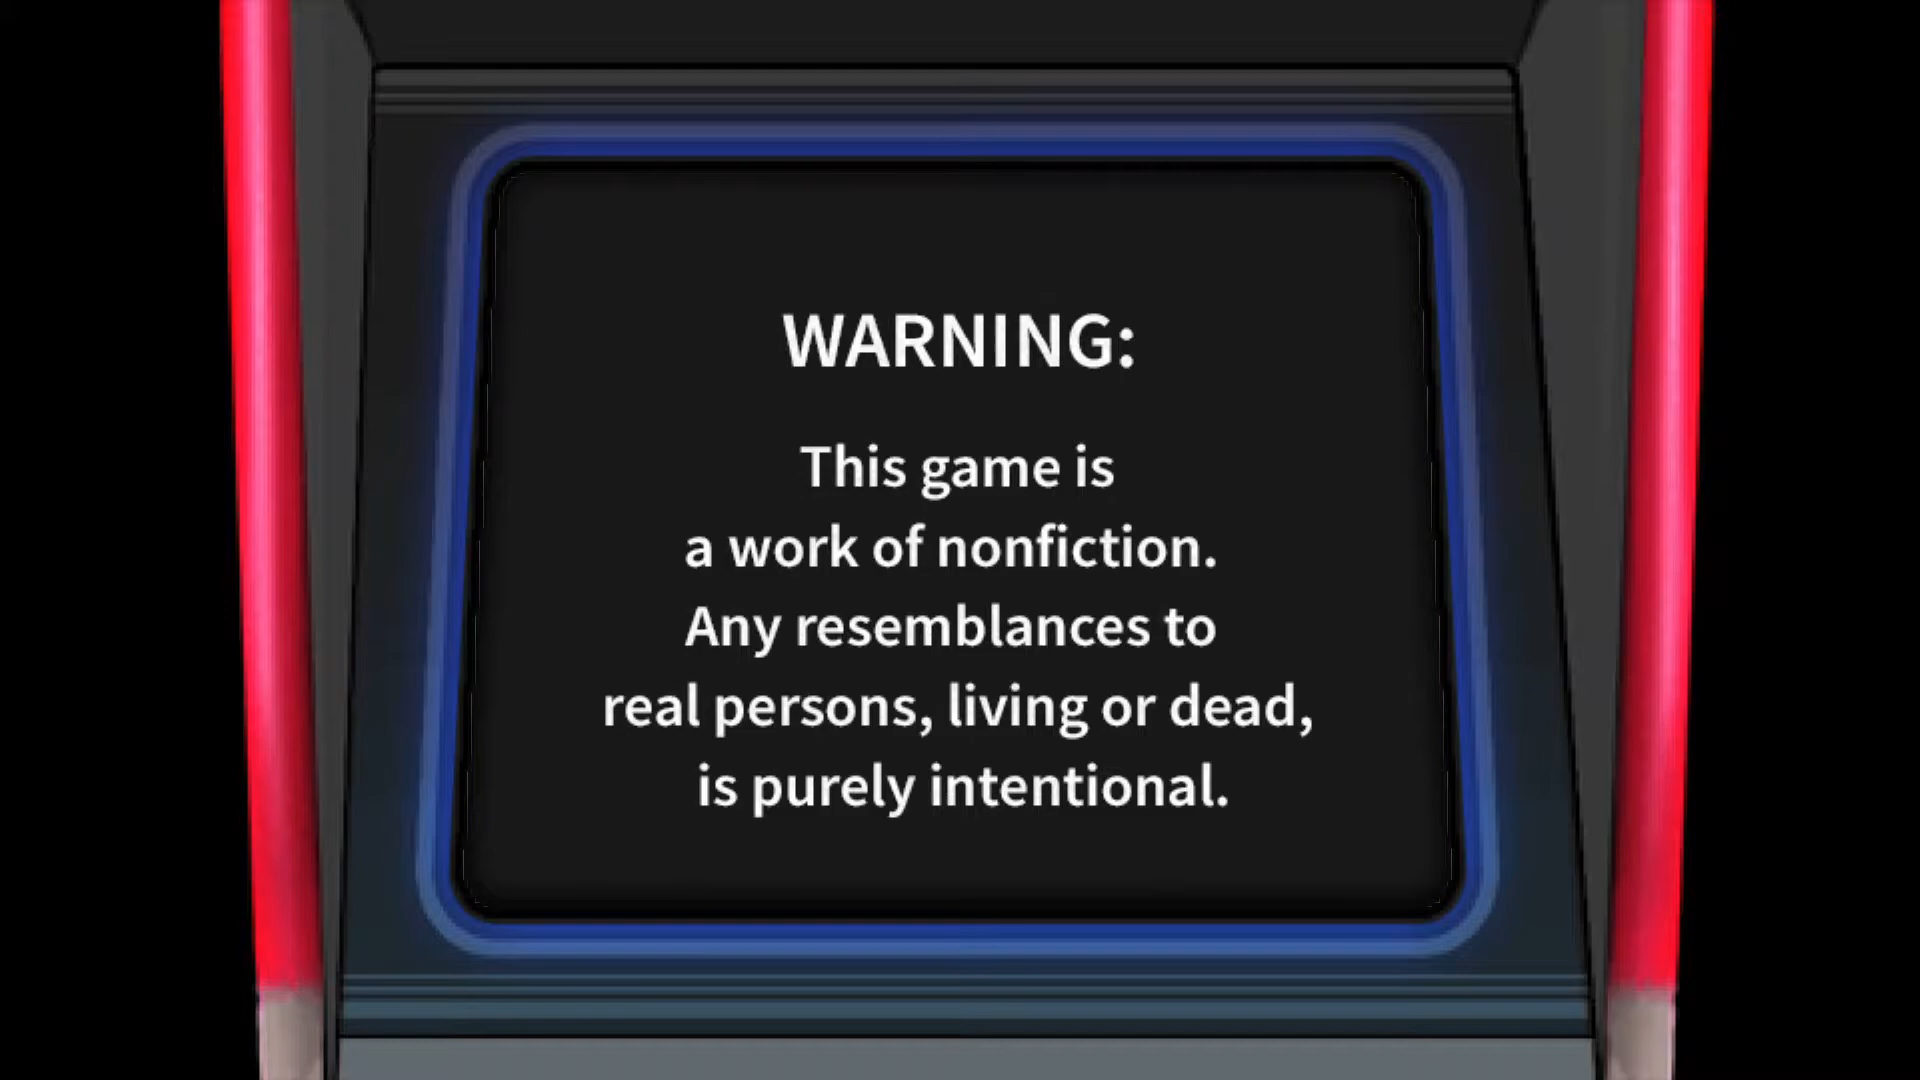 WARNING:
This game is
a work of nonfiction.
Any resemblances to
real persons, living or dead,
is purely intentional.